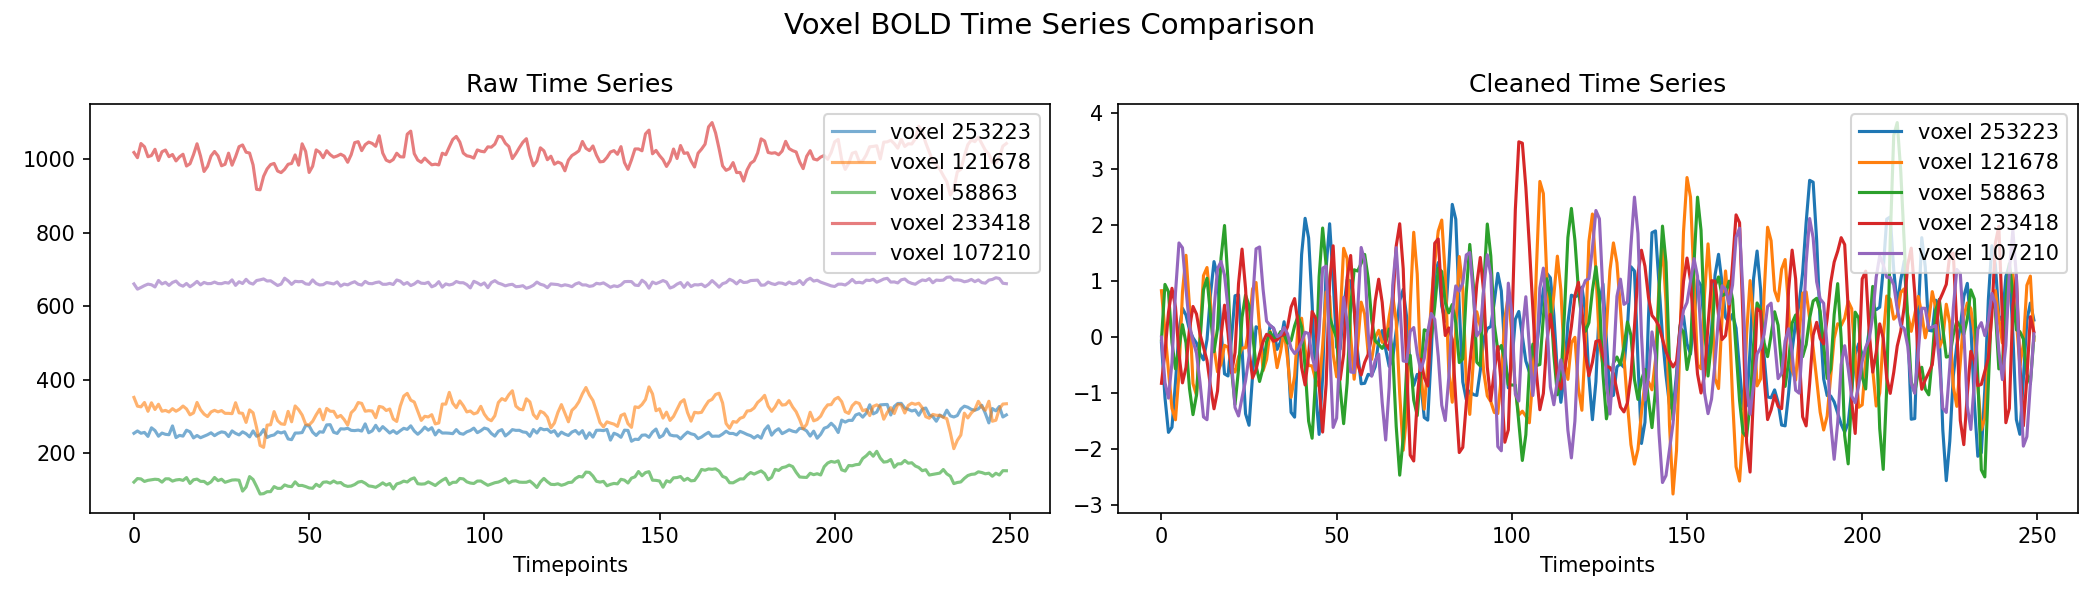 Voxel BOLD Time Series Comparison
Raw Time Series
1000
800
600
400
200
0 50 100 150 200 250
Timepoints
voxel 253223
voxel 121678
voxel 58863
voxel 233418
voxel 107210
Cleaned Time Series
4
3
2
1
0
−1
−2
−3
0 50 100 150 200 250
Timepoints
voxel 253223
voxel 121678
voxel 58863
voxel 233418
voxel 107210